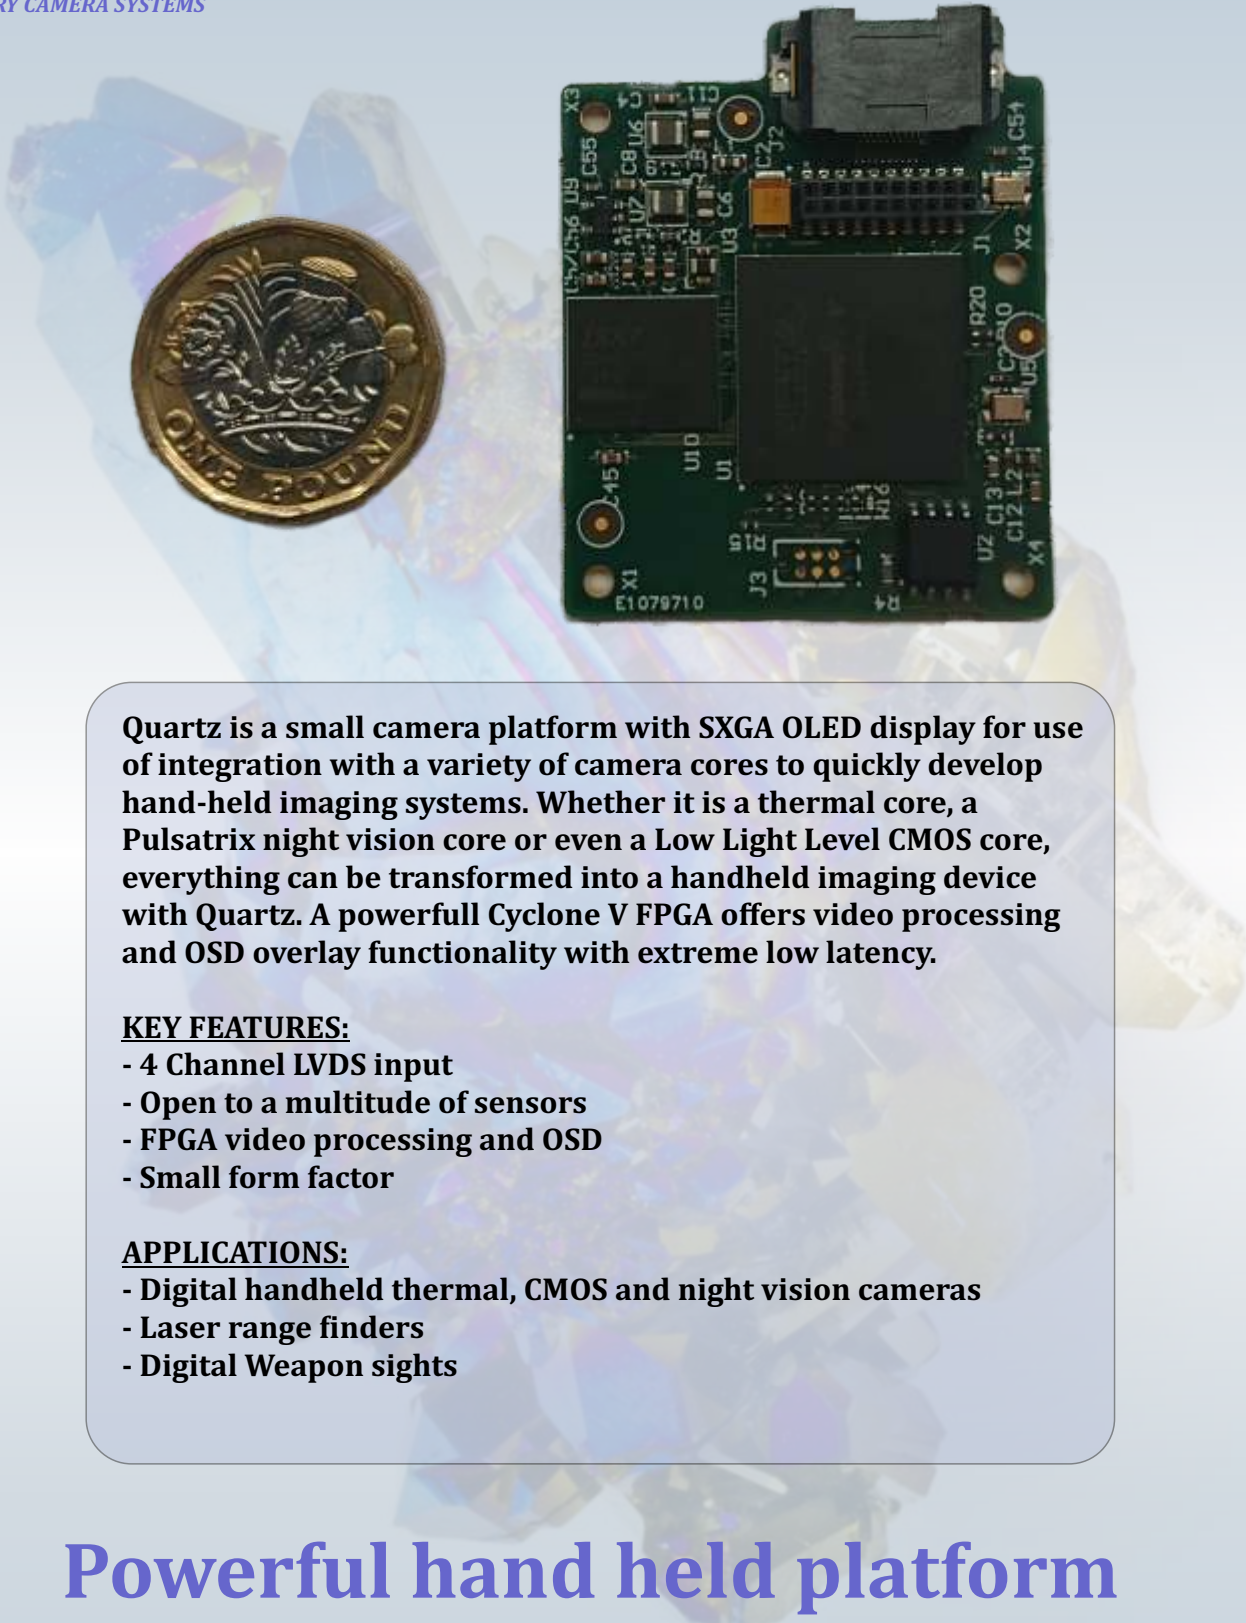 RY CAMERA SYSTEMS
X3
C4
C11
U6
J2
C54
C55
C8
C2
U4
U9
U7
C6
U3
J1
X2
R20
U5
U10
U1
C45
C13
L2
C12
R15
U2
X4
J3
X1
R4
E1079710
ONE POUND
Quartz is a small camera platform with SXGA OLED display for use
of integration with a variety of camera cores to quickly develop
hand-held imaging systems. Whether it is a thermal core, a
Pulsatrix night vision core or even a Low Light Level CMOS core,
everything can be transformed into a handheld imaging device
with Quartz. A powerfull Cyclone V FPGA offers video processing
and OSD overlay functionality with extreme low latency.
KEY FEATURES:
- 4 Channel LVDS input
- Open to a multitude of sensors
- FPGA video processing and OSD
- Small form factor
APPLICATIONS:
- Digital handheld thermal, CMOS and night vision cameras
- Laser range finders
- Digital Weapon sights
Powerful hand held platform